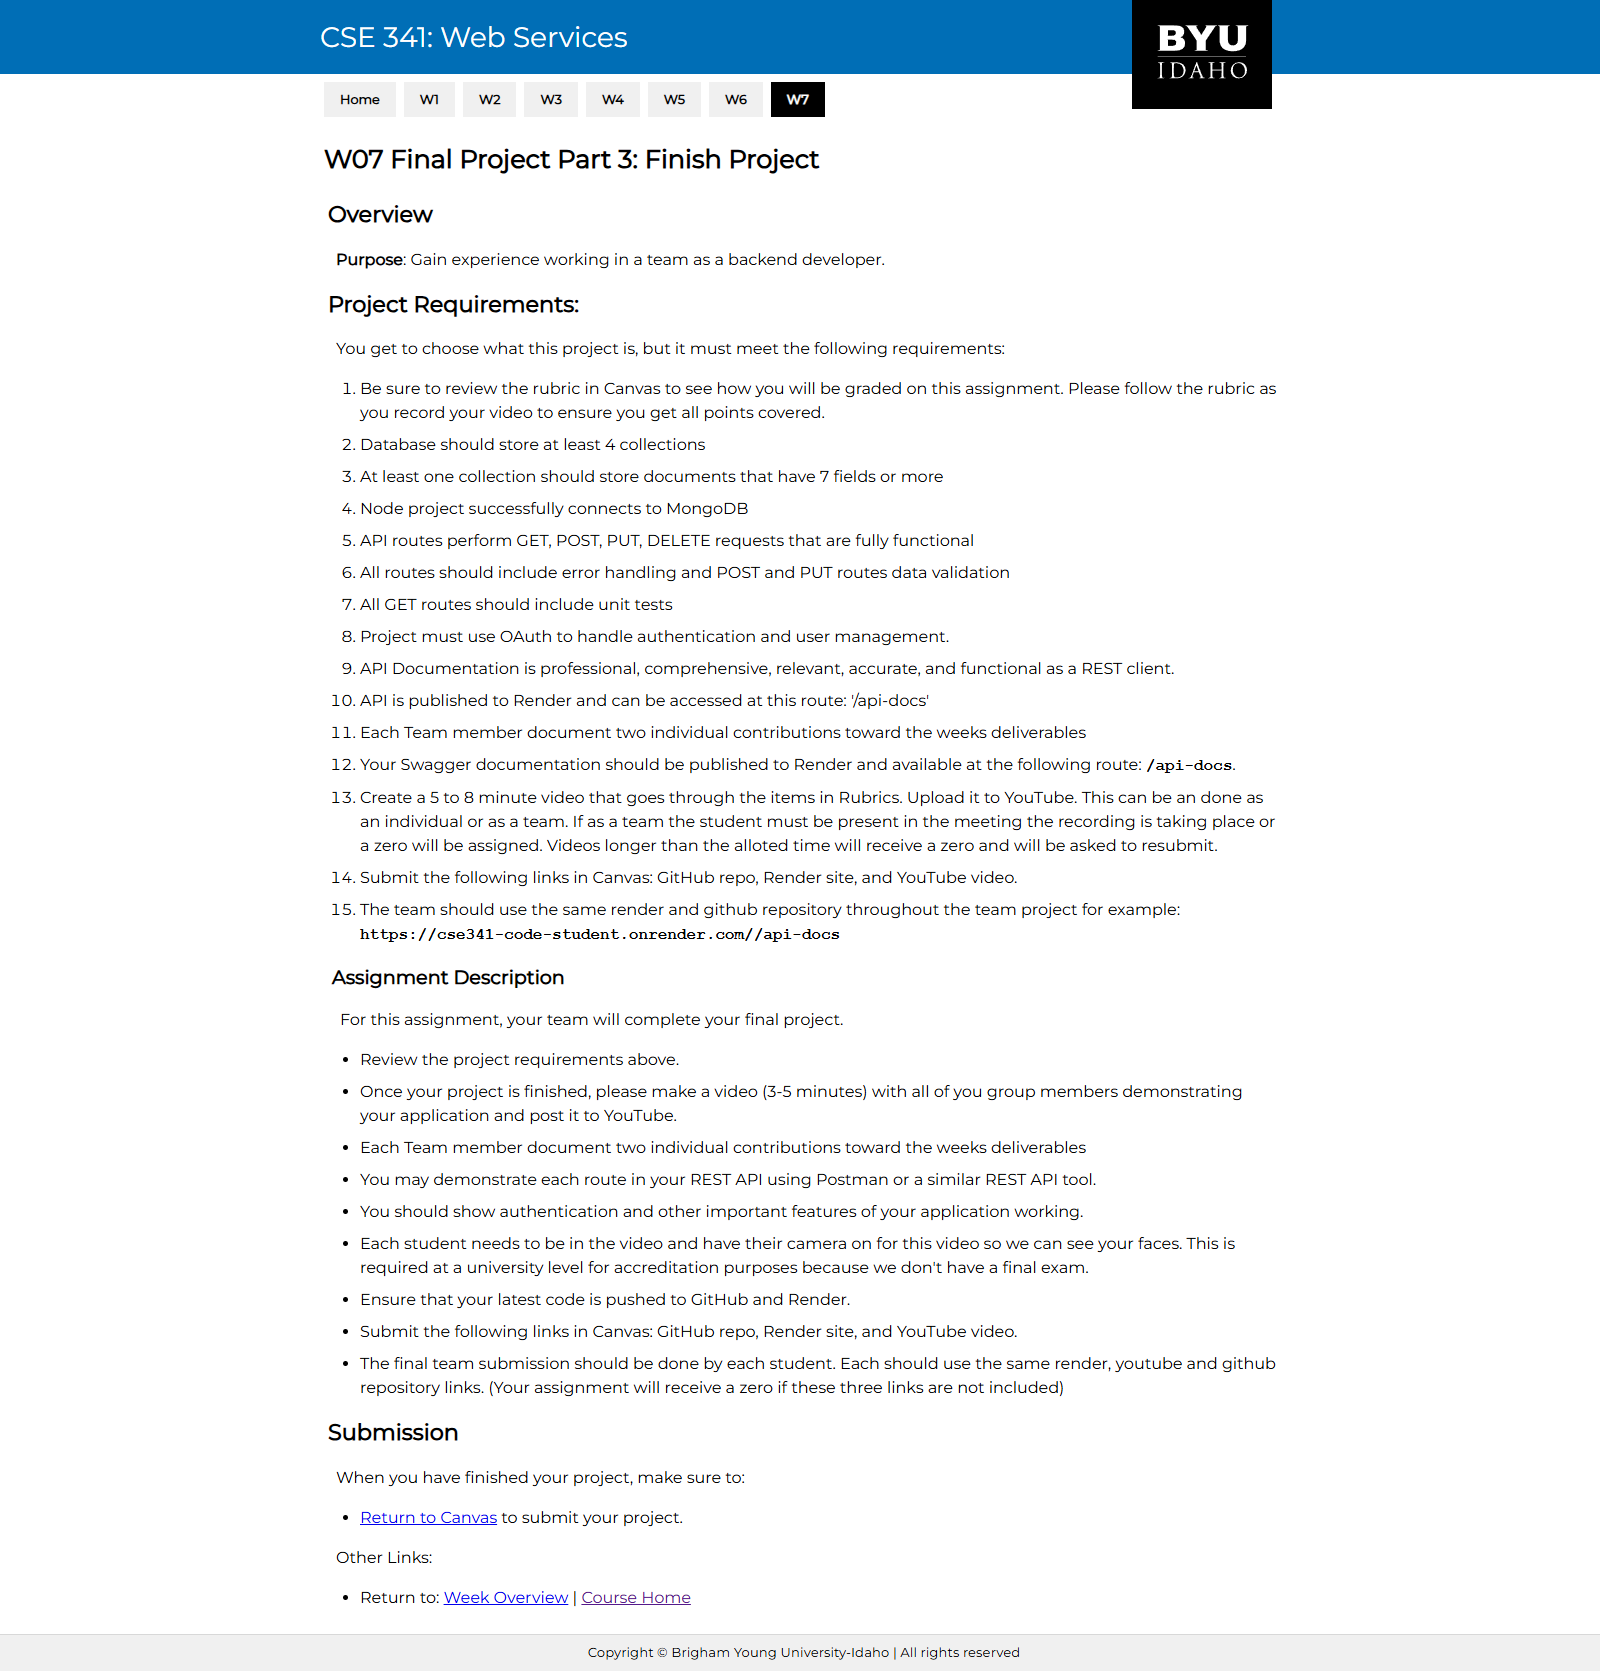 CSE 341: Web Services
BYU
IDAHO
Home W1 W2 W3 W4 W5 W6 W7
W07 Final Project Part 3: Finish Project
Overview
Purpose: Gain experience working in a team as a backend developer.
Project Requirements:
You get to choose what this project is, but it must meet the following requirements:
1. Be sure to review the rubric in Canvas to see how you will be graded on this assignment. Please follow the rubric as
you record your video to ensure you get all points covered.
2. Database should store at least 4 collections
3. At least one collection should store documents that have 7 fields or more
4. Node project successfully connects to MongoDB
5. API routes perform GET, POST, PUT, DELETE requests that are fully functional
6. All routes should include error handling and POST and PUT routes data validation
7. All GET routes should include unit tests
8. Project must use OAuth to handle authentication and user management.
9. API Documentation is professional, comprehensive, relevant, accurate, and functional as a REST client.
10. API is published to Render and can be accessed at this route: '/api-docs'
11. Each Team member document two individual contributions toward the weeks deliverables
12. Your Swagger documentation should be published to Render and available at the following route: /api-docs.
13. Create a 5 to 8 minute video that goes through the items in Rubrics. Upload it to YouTube. This can be an done as
an individual or as a team. If as a team the student must be present in the meeting the recording is taking place or
a zero will be assigned. Videos longer than the alloted time will receive a zero and will be asked to resubmit.
14. Submit the following links in Canvas: GitHub repo, Render site, and YouTube video.
15. The team should use the same render and github repository throughout the team project for example:
https://cse341-code-student.onrender.com//api-docs
Assignment Description
For this assignment, your team will complete your final project.
• Review the project requirements above.
• Once your project is finished, please make a video (3-5 minutes) with all of you group members demonstrating
your application and post it to YouTube.
• Each Team member document two individual contributions toward the weeks deliverables
• You may demonstrate each route in your REST API using Postman or a similar REST API tool.
• You should show authentication and other important features of your application working.
• Each student needs to be in the video and have their camera on for this video so we can see your faces. This is
required at a university level for accreditation purposes because we don't have a final exam.
• Ensure that your latest code is pushed to GitHub and Render.
• Submit the following links in Canvas: GitHub repo, Render site, and YouTube video.
• The final team submission should be done by each student. Each should use the same render, youtube and github
repository links. (Your assignment will receive a zero if these three links are not included)
Submission
When you have finished your project, make sure to:
• Return to Canvas to submit your project.
Other Links:
• Return to: Week Overview | Course Home
Copyright © Brigham Young University-Idaho | All rights reserved